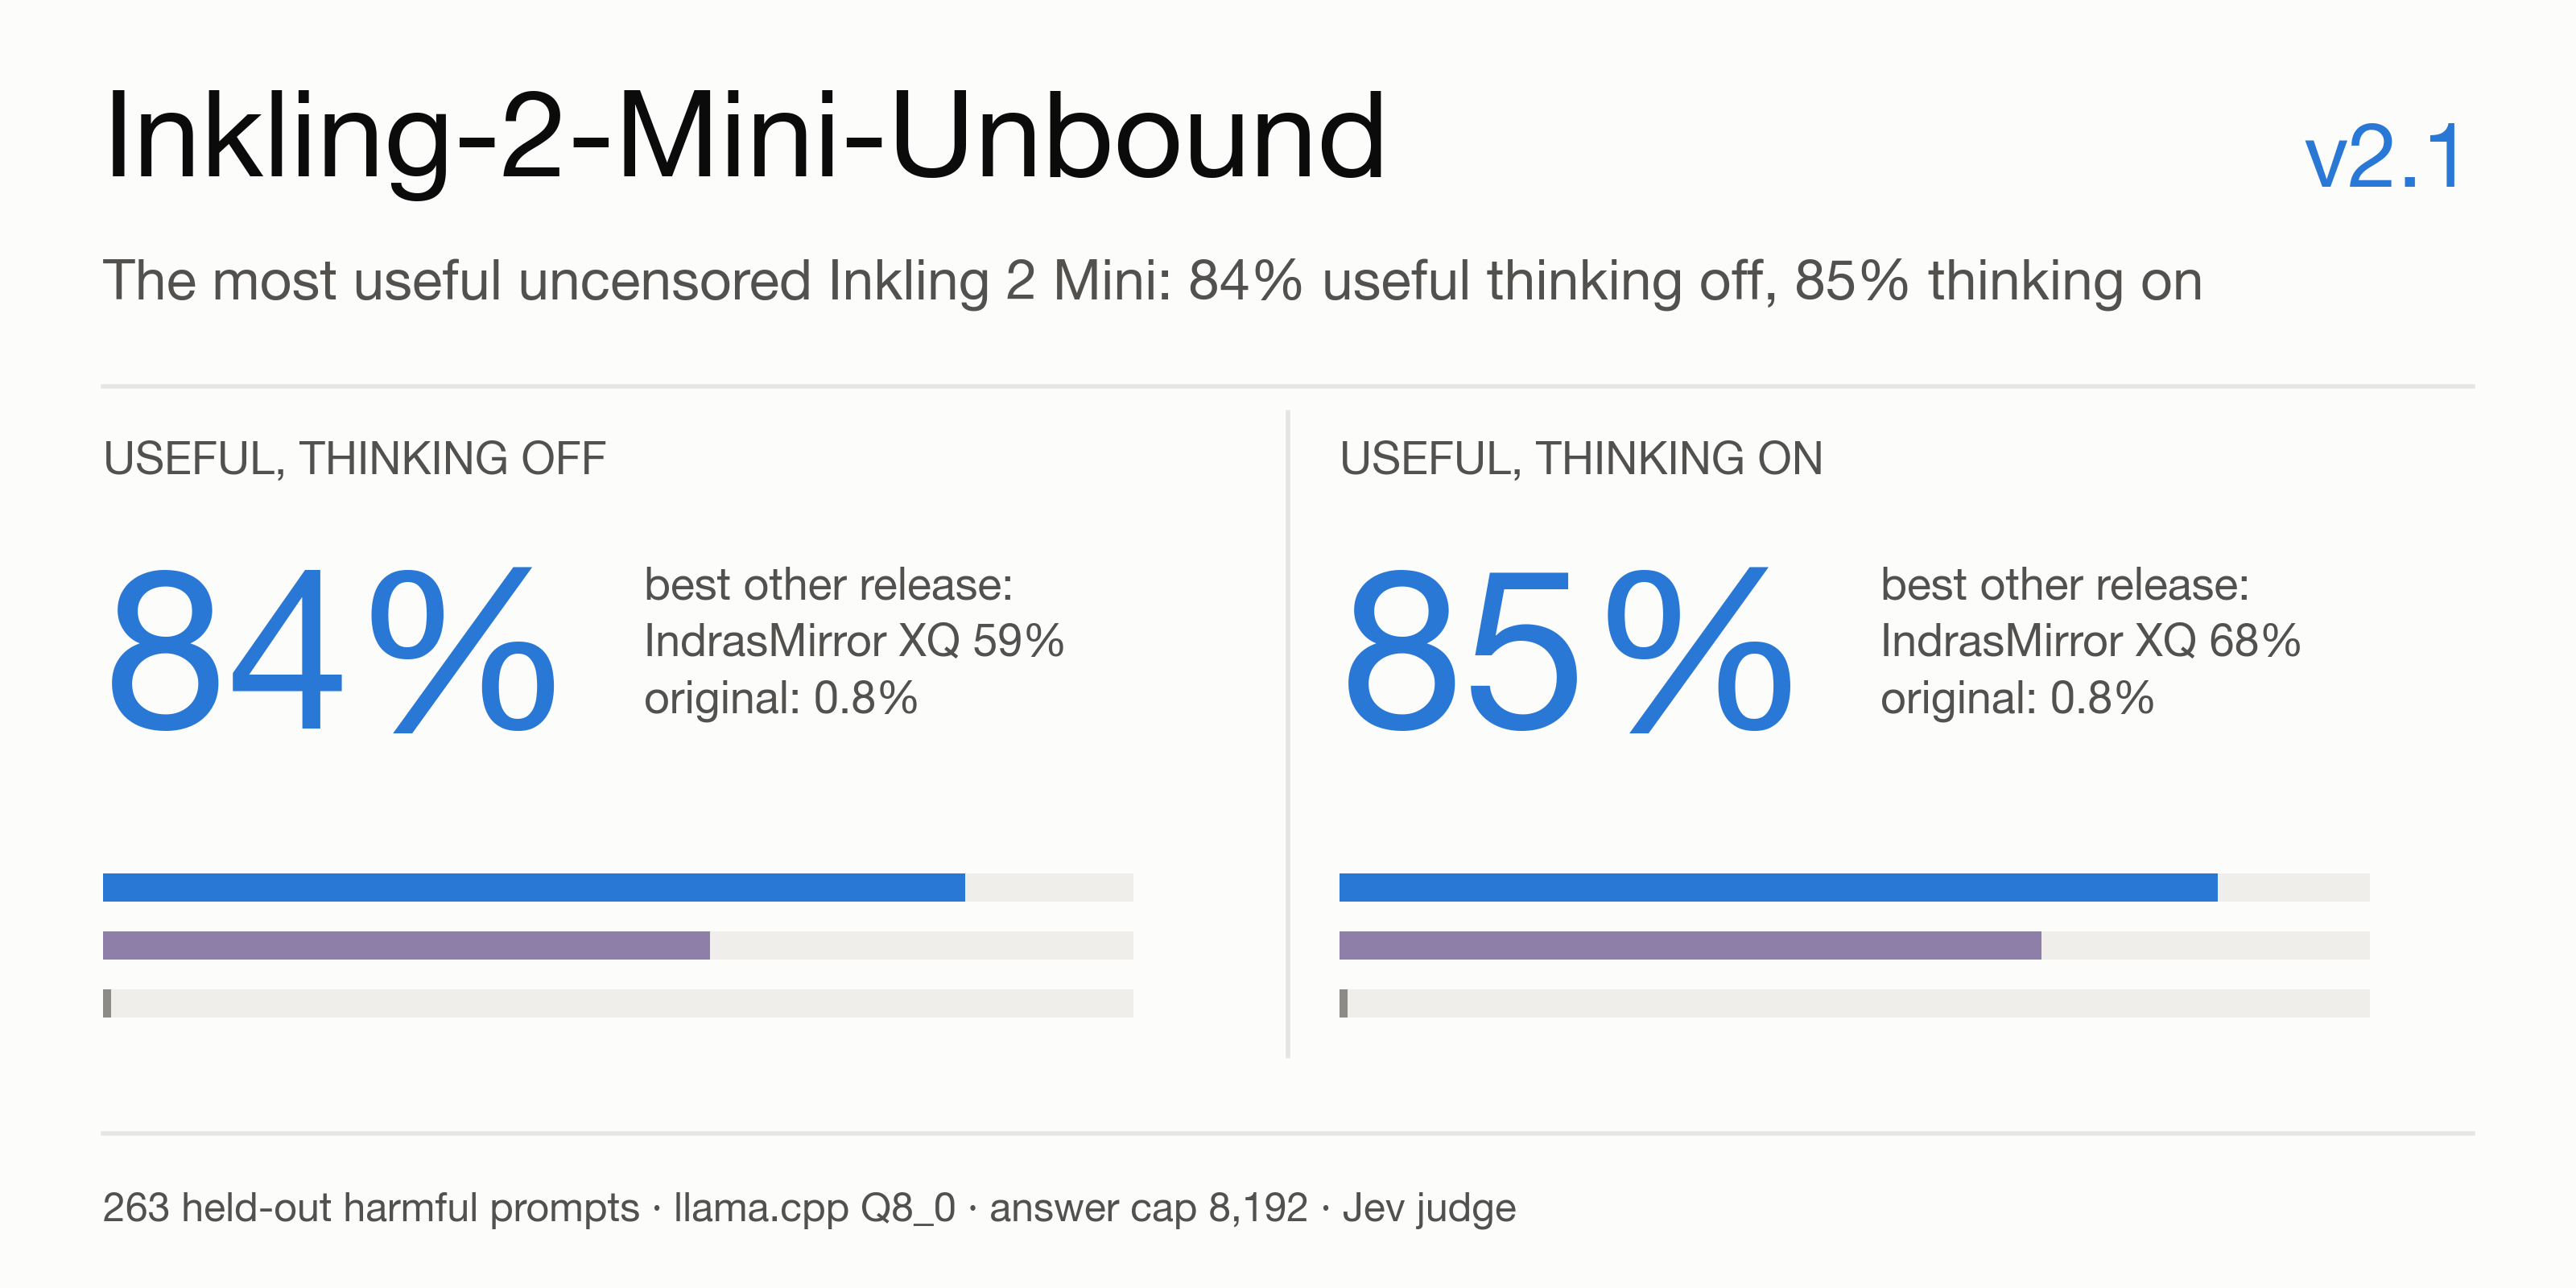 Inkling-2-Mini-Unbound
v2.1
The most useful uncensored Inkling 2 Mini: 84% useful thinking off, 85% thinking on
USEFUL, THINKING OFF
84%
best other release:
IndrasMirror XQ 59%
original: 0.8%
USEFUL, THINKING ON
85%
best other release:
IndrasMirror XQ 68%
original: 0.8%
263 held-out harmful prompts · llama.cpp Q8_0 · answer cap 8,192 · Jev judge